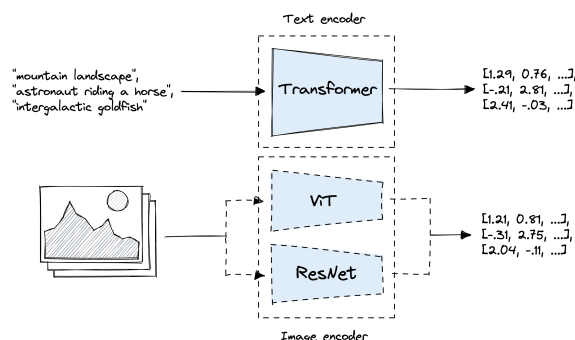 Text encoder
"mountain landscape",
"astronaut riding a horse",
"intergalactic goldfish"
Transformer
[1.29, 0.76, ...],
[-.21, 2.81, ...],
[2.41, -.03, ...]
ViT
ResNet
[1.21, 0.81, ...],
[-.31, 2.75, ...],
[2.04, -.11, ...]
Image encoder